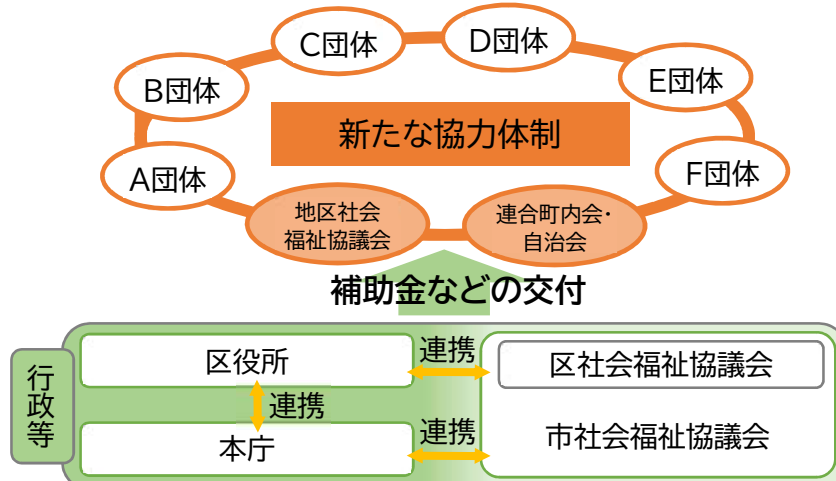 C団体
D団体
B団体
E団体
新たな協力体制
A団体
F団体
地区社会
福祉協議会
連合町内会・
自治会
補助金などの交付
行政等
区役所
連携
区社会福祉協議会
連携
本庁
連携
市社会福祉協議会